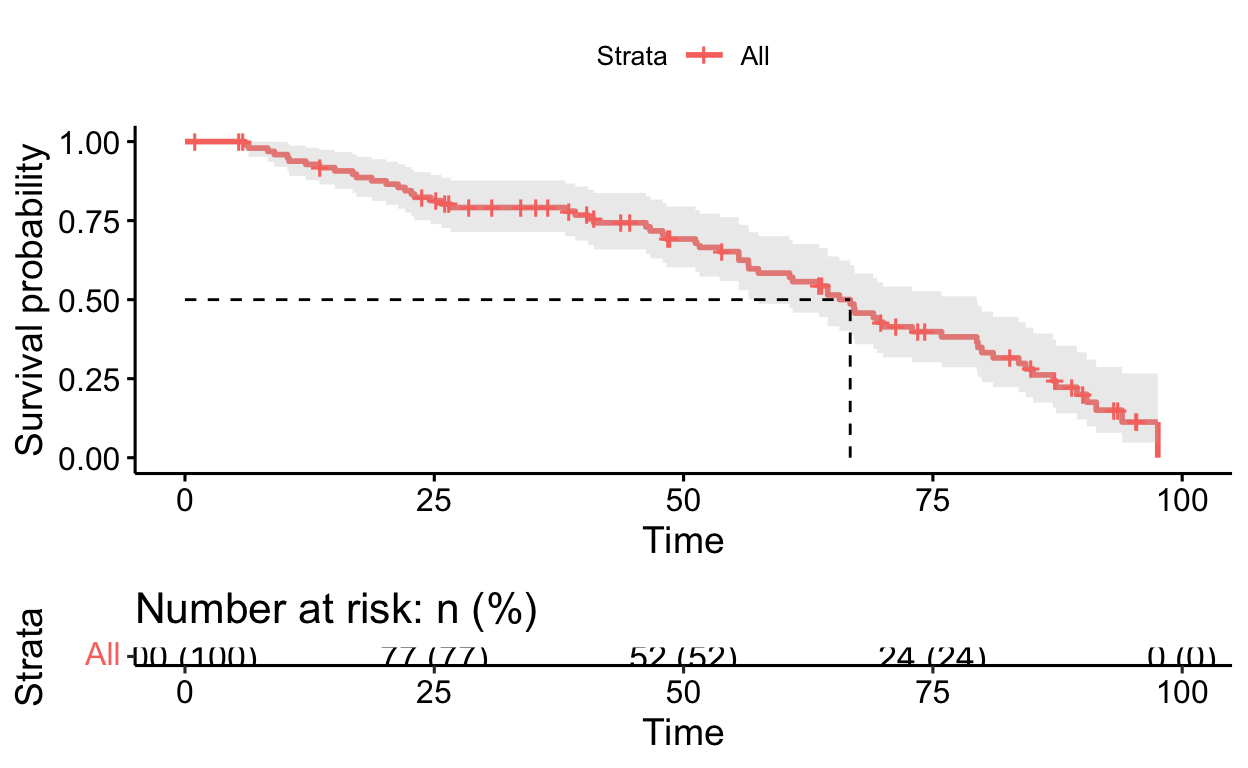 Strata All
Survival probability
1.00
0.75
0.50
0.25
0.00
0 25 50 75 100
Time
Number at risk: n (%)
Strata
All 00 (100) 77 (77) 52 (52) 24 (24) 0 (0)
0 25 50 75 100
Time